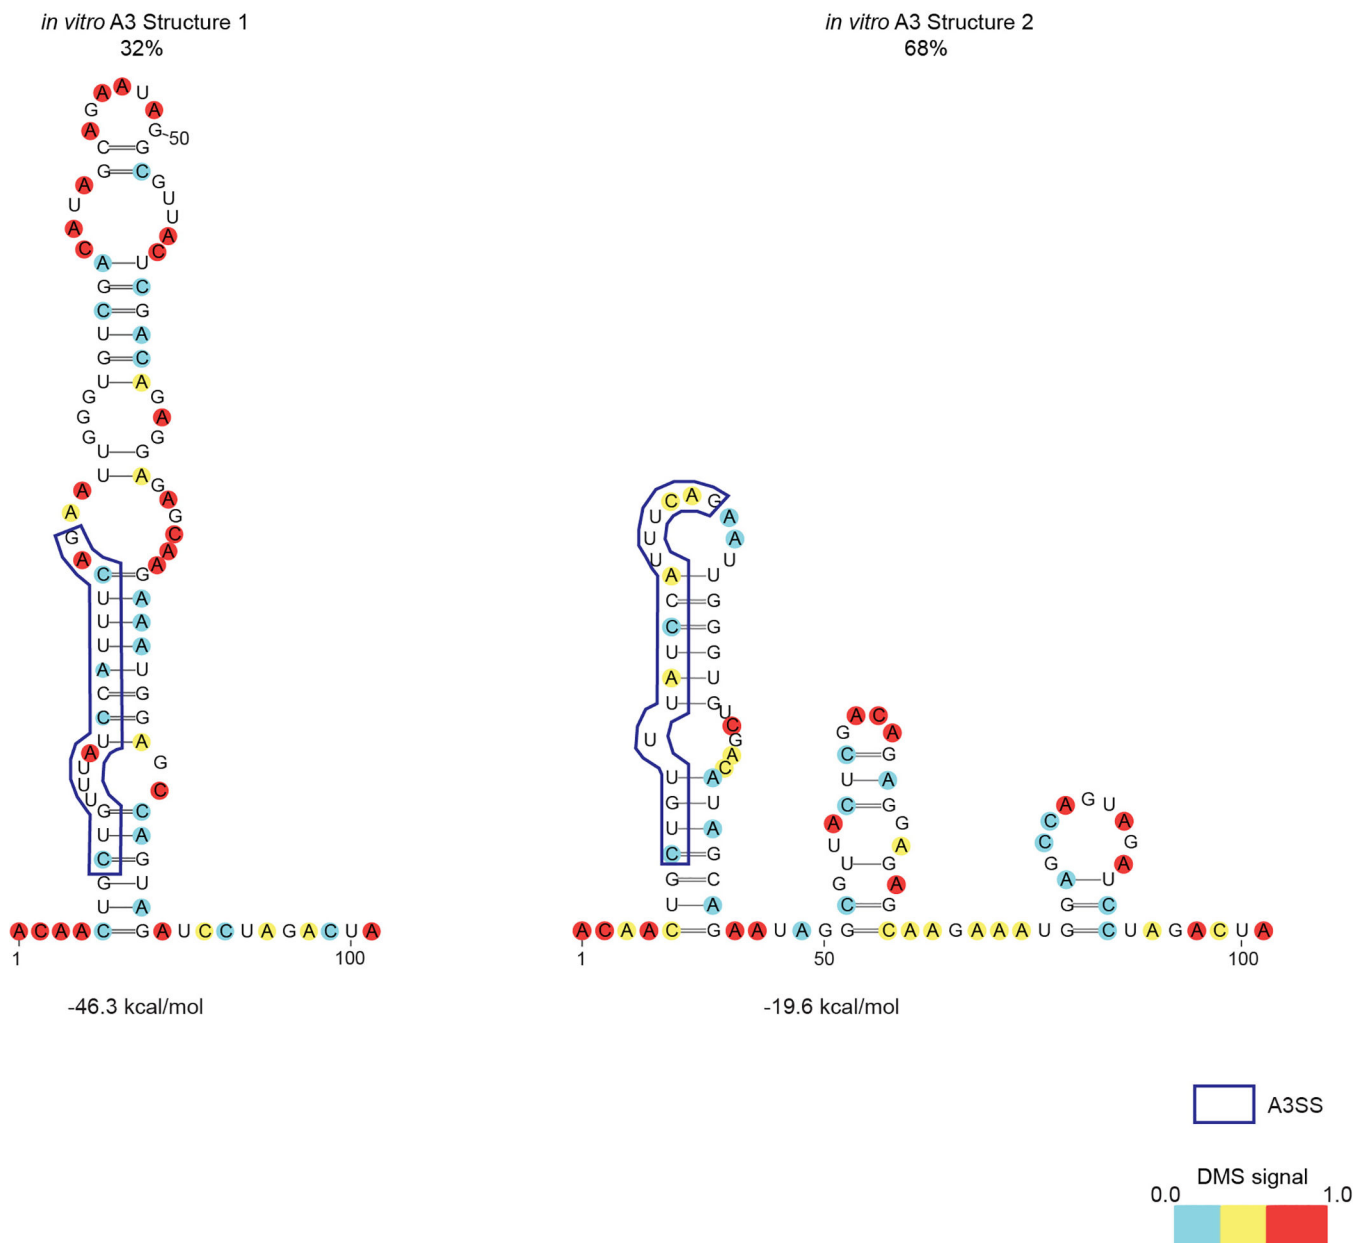 in vitro A3 Structure 1
32%
A A U
G A
A G 50
C G
G C
A G
U U
U
A A
C C
A U
G C
C G
U A
G C
U A
G G
G A
G G
U G
U A
A G A
A G
G C
A A A
C G
U A
U A
U A
A U
C G
C G
U A
A G
U
U C
U
G C
U A
C G
G U
U A
A C A A C G A U C C U A G A C U A
1 100
-46.3 kcal/mol
in vitro A3 Structure 2
68%
U C A G A
U A
U U
A U
C G
C G
U G
A U
U G U
C
U G
A
C
U A
G U
U A
C G
G C
U A
A C
G A
C G
U A
C G
A G
U A
U G
G A
C G
A G U
C A
C G
G A
A U
G C
A C A A C G A A U A G G C A A G A A A U G C U A G A C U A
1 50 100
-19.6 kcal/mol
A3SS
DMS signal
0.0 1.0